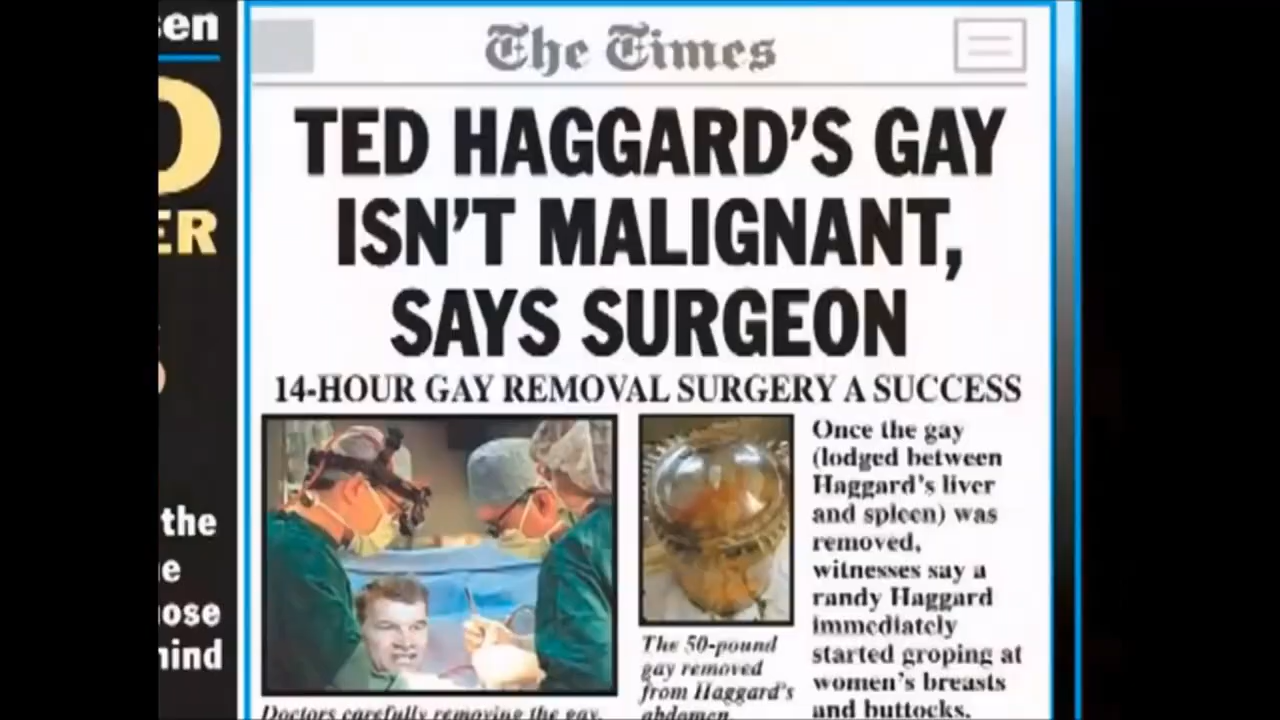 sen
O
ER
the
e
ose
ind
The Times
TED HAGGARD'S GAY
ISN'T MALIGNANT,
SAYS SURGEON
14-HOUR GAY REMOVAL SURGERY A SUCCESS
Once the gay
(lodged between
Haggard's liver
and spleen) was
removed,
witnesses say a
randy Haggard
immediately
started groping at
women's breasts
and buttocks.
The 50-pound
gay removed
from Haggard's
abdomen.
Doctors carefully removing the gay.